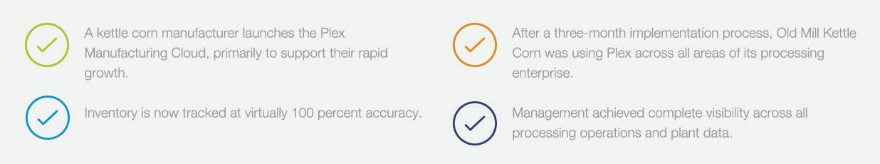 A kettle corn manufacturer launches the Plex
Manufacturing Cloud, primarily to support their rapid
growth.
After a three-month implementation process, Old Mill Kettle
Corn was using Plex across all areas of its processing
enterprise.
Inventory is now tracked at virtually 100 percent accuracy.
Management achieved complete visibility across all
processing operations and plant data.